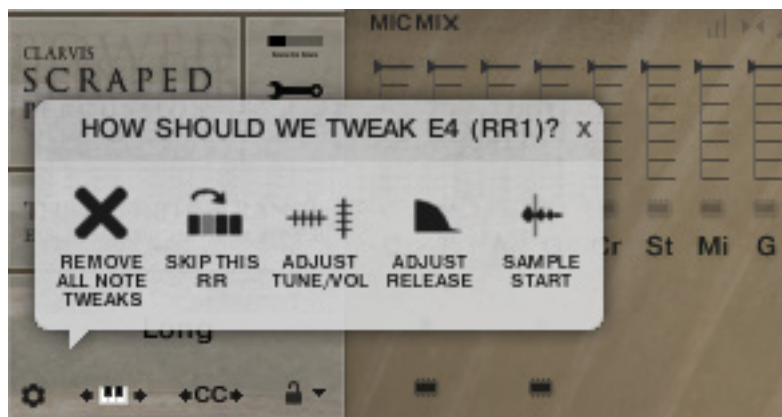 MIC MIX
CLARVIS
SCRAPED
HOW SHOULD WE TWEAK E4 (RR1)? X
REMOVE ALL NOTE TWEAKS
SKIP THIS RR
ADJUST TUNE/VOL
ADJUST RELEASE
SAMPLE START
Cr St Mi G
Long
CC